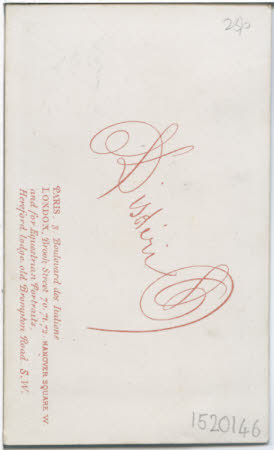 Disdéri
PARIS 8 Boulevard des Italiens
LONDON, Brook Street 70, 71, 72. HANOVER SQUARE W.
and for Equestrian Portraits,
Hereford lodge, old Brompton Road, S.W.
1520146